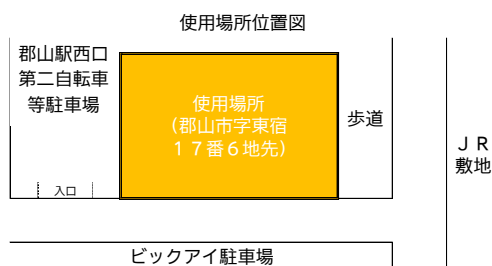 使用場所位置図
郡山駅西口
第二自転車
等駐車場
使用場所
（郡山市字東宿
１７番６地先）
歩道
ＪＲ
敷地
入口
ビックアイ駐車場